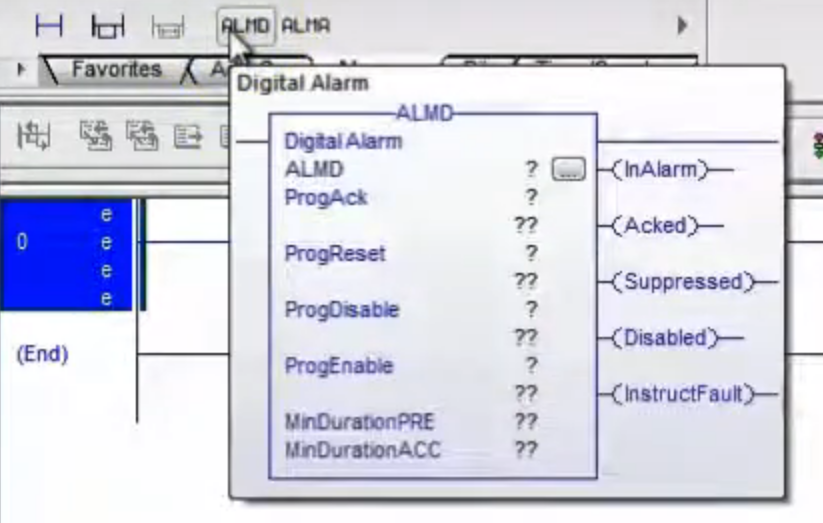 ALMD ALMA
Favorites
Digital Alarm
ALMD
Digital Alarm
ALMD ? ... (InAlarm)
ProgAck ?
?? (Acked)
ProgReset ?
?? (Suppressed)
ProgDisable ?
?? (Disabled)
ProgEnable ?
?? (InstructFault)
MinDurationPRE ??
MinDurationACC ??
e
0 e
e
e
(End)